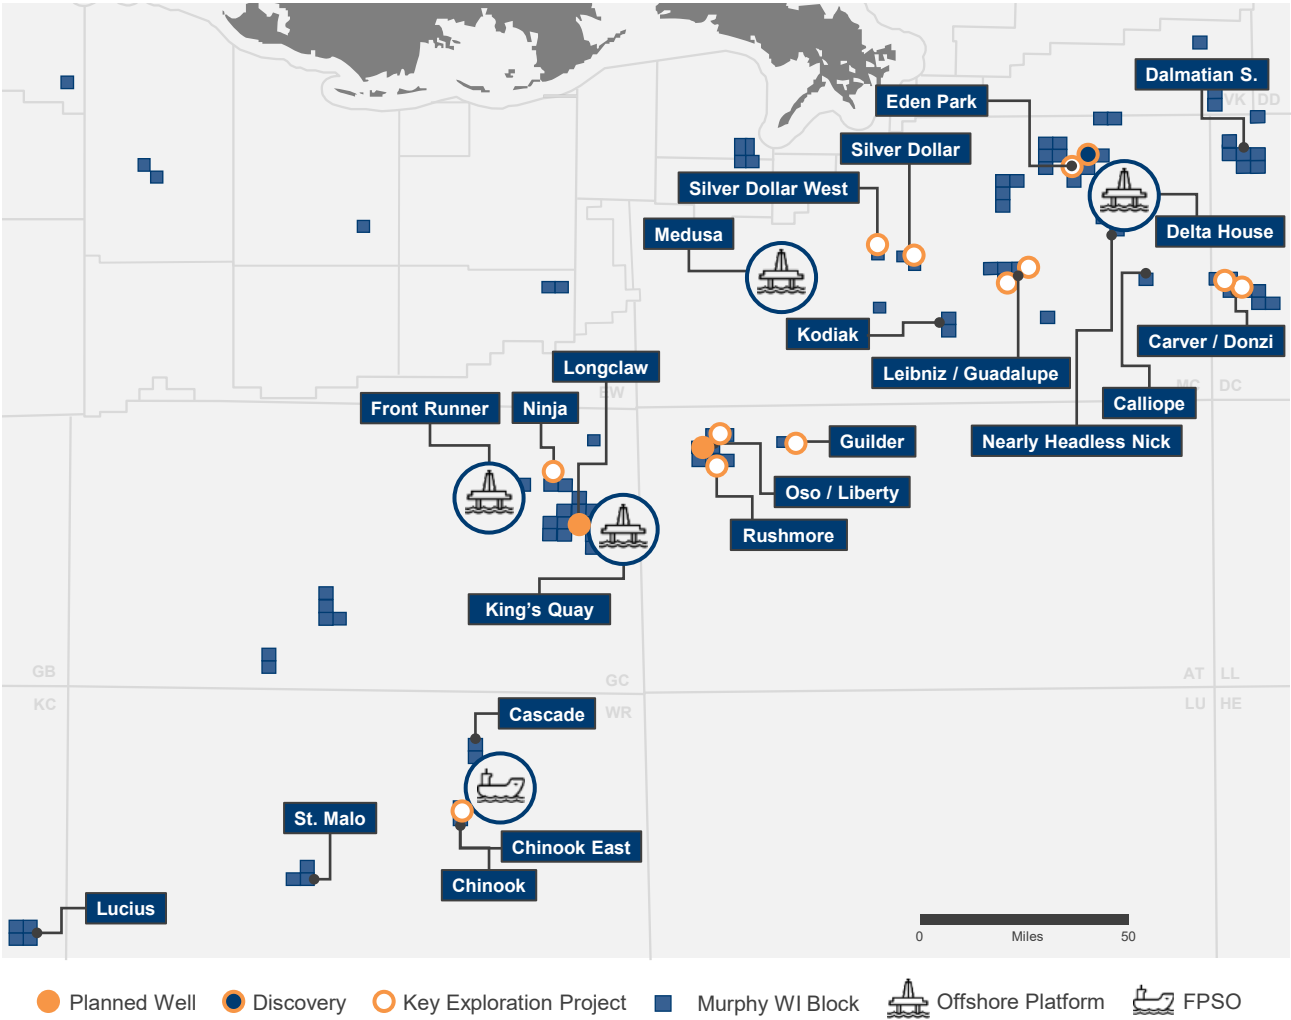 Dalmatian S.
Eden Park
VK
DD
Silver Dollar
Silver Dollar West
Medusa
Delta House
Kodiak
Carver / Donzi
Longclaw
Leibniz / Guadalupe
EW
MC
DC
Front Runner
Ninja
Calliope
Guilder
Nearly Headless Nick
Oso / Liberty
Rushmore
King’s Quay
GB
GC
AT
LL
KC
WR
LU
HE
Cascade
St. Malo
Chinook East
Chinook
Lucius
0
Miles
50
Planned Well
Discovery
Key Exploration Project
Murphy WI Block
Offshore Platform
FPSO